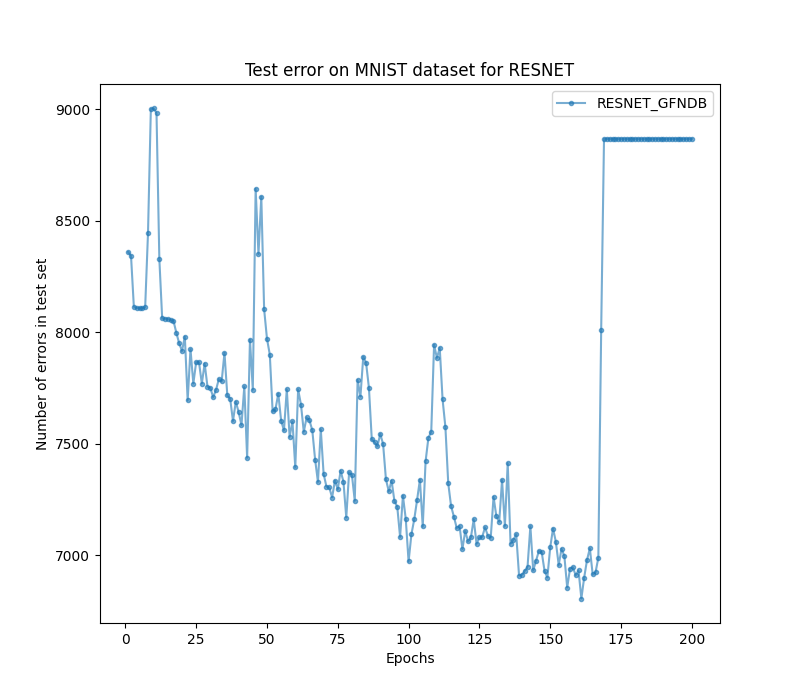 Test error on MNIST dataset for RESNET
RESNET_GFNDB
Number of errors in test set
9000
8500
8000
7500
7000
0 25 50 75 100 125 150 175 200
Epochs